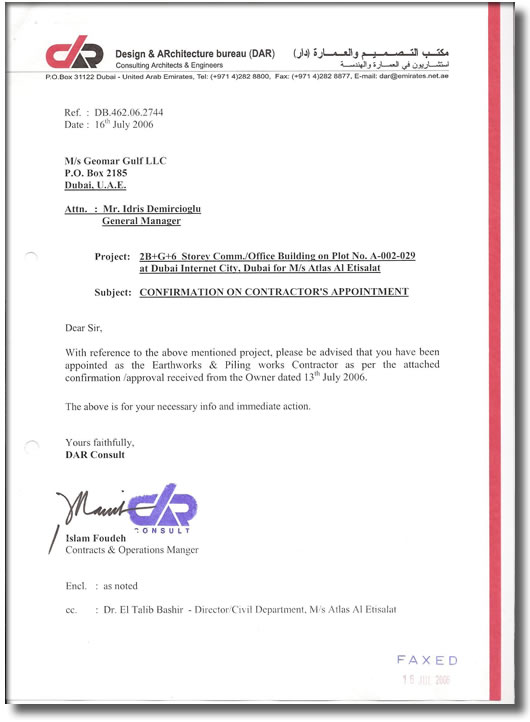 DAR
Design & ARchitecture bureau (DAR)
Consulting Architects & Engineers
مكتب التصميم والعمارة (دار)
استشاريون في العمارة والهندسة
P.O.Box 31122 Dubai - United Arab Emirates, Tel: (+971 4)282 8800, Fax: (+971 4)282 8877, E-mail: dar@emirates.net.ae
Ref. : DB.462.06.2744
Date : 16th July 2006
M/s Geomar Gulf LLC
P.O. Box 2185
Dubai, U.A.E.
Attn. : Mr. Idris Demircioglu
General Manager
Project: 2B+G+6 Storey Comm./Office Building on Plot No. A-002-029
at Dubai Internet City, Dubai for M/s Atlas Al Etisalat
Subject: CONFIRMATION ON CONTRACTOR'S APPOINTMENT
Dear Sir,
With reference to the above mentioned project, please be advised that you have been
appointed as the Earthworks & Piling works Contractor as per the attached
confirmation /approval received from the Owner dated 13th July 2006.
The above is for your necessary info and immediate action.
Yours faithfully,
DAR Consult
DAR
CONSULT
Islam Foudeh
Contracts & Operations Manger
Encl. : as noted
cc. : Dr. El Talib Bashir - Director/Civil Department, M/s Atlas Al Etisalat
FAXED
JUL 2006